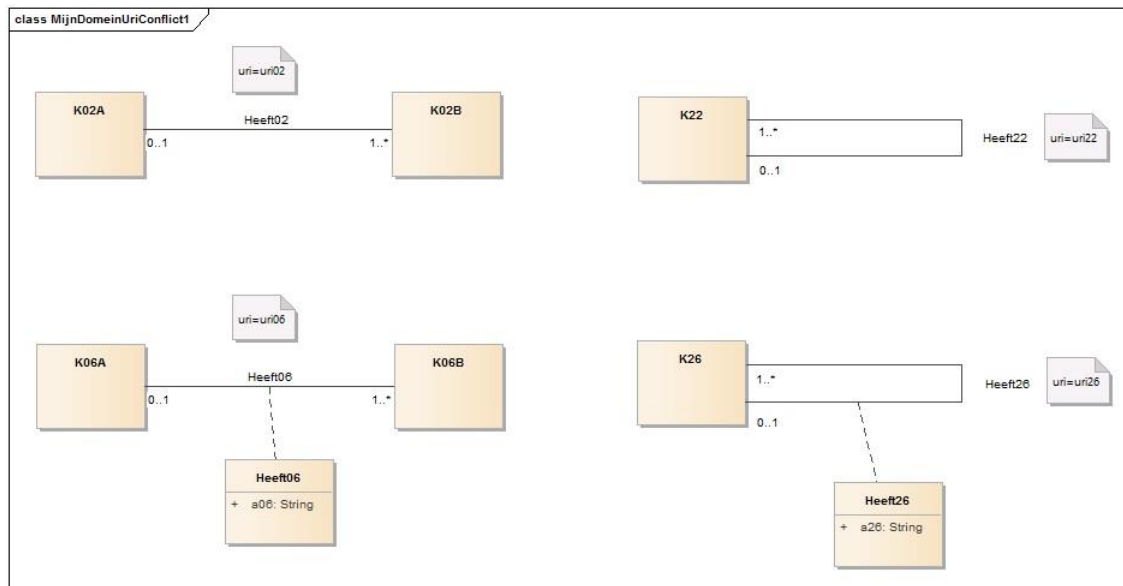 class MijnDomeinUriConflict1
uri=uri02
K02A
Heeft02
K02B
0..1
1..*
K22
1..*
0..1
Heeft22
uri=uri22
uri=uri06
K06A
Heeft06
K06B
0..1
1..*
Heeft06
+ a06: String
K26
1..*
0..1
Heeft26
uri=uri26
Heeft26
+ a26: String